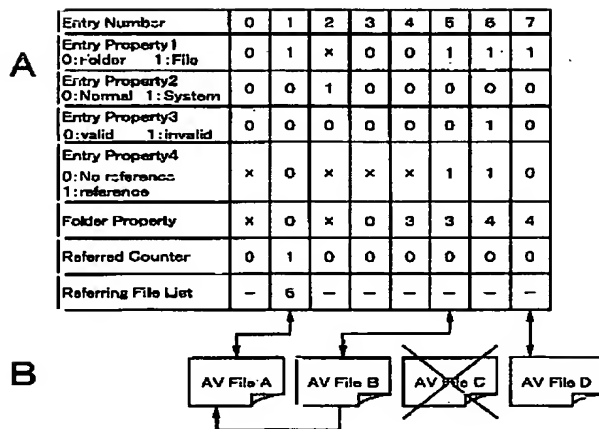 Entry Number 0 1 2 3 4 5 6 7
A
Entry Property1
0:Folder 1:File 0 1 × 0 0 1 1 1
Entry Property2
0:Normal 1:System 0 0 1 0 0 0 0 0
Entry Property3
0:valid 1:invalid 0 0 0 0 0 0 1 0
Entry Property4
0:No reference
1:reference × 0 × × × 1 1 0
Folder Property × 0 × 0 3 3 4 4
Referred Counter 0 1 0 0 0 0 0 0
Referring File List – 5 – – – – – –
B
AV File A AV File B AV File C AV File D